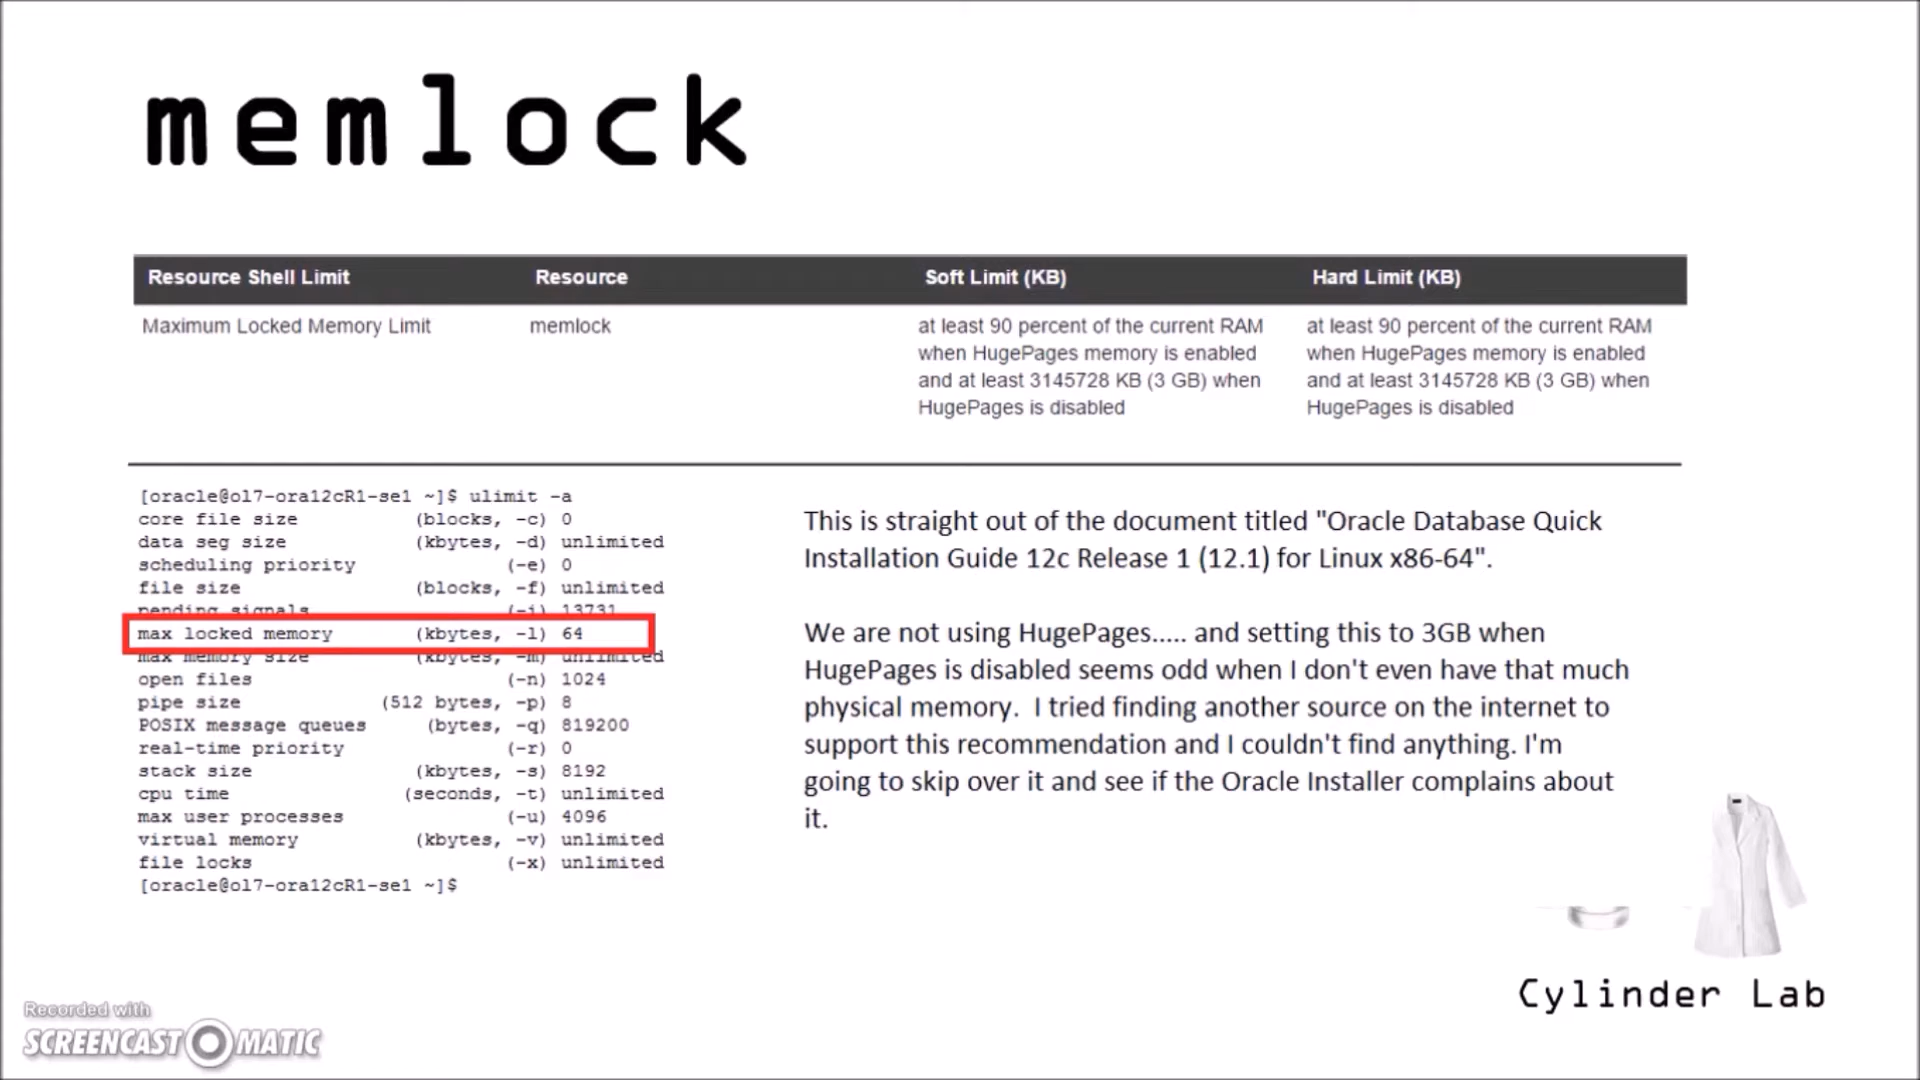 memlock
Resource Shell Limit Resource Soft Limit (KB) Hard Limit (KB)
Maximum Locked Memory Limit memlock at least 90 percent of the current RAM at least 90 percent of the current RAM
when HugePages memory is enabled when HugePages memory is enabled
and at least 3145728 KB (3 GB) when and at least 3145728 KB (3 GB) when
HugePages is disabled HugePages is disabled
[oracle@ol7-ora12cR1-se1 ~]$ ulimit -a
core file size (blocks, -c) 0
data seg size (kbytes, -d) unlimited
scheduling priority (-e) 0
file size (blocks, -f) unlimited
pending signals (-i) 13731
max locked memory (kbytes, -l) 64
max memory size (kbytes, -m) unlimited
open files (-n) 1024
pipe size (512 bytes, -p) 8
POSIX message queues (bytes, -q) 819200
real-time priority (-r) 0
stack size (kbytes, -s) 8192
cpu time (seconds, -t) unlimited
max user processes (-u) 4096
virtual memory (kbytes, -v) unlimited
file locks (-x) unlimited
[oracle@ol7-ora12cR1-se1 ~]$
This is straight out of the document titled "Oracle Database Quick
Installation Guide 12c Release 1 (12.1) for Linux x86-64".
We are not using HugePages..... and setting this to 3GB when
HugePages is disabled seems odd when I don't even have that much
physical memory. I tried finding another source on the internet to
support this recommendation and I couldn't find anything. I'm
going to skip over it and see if the Oracle Installer complains about
it.
Cylinder Lab
Recorded with
SCREENCAST MATIC